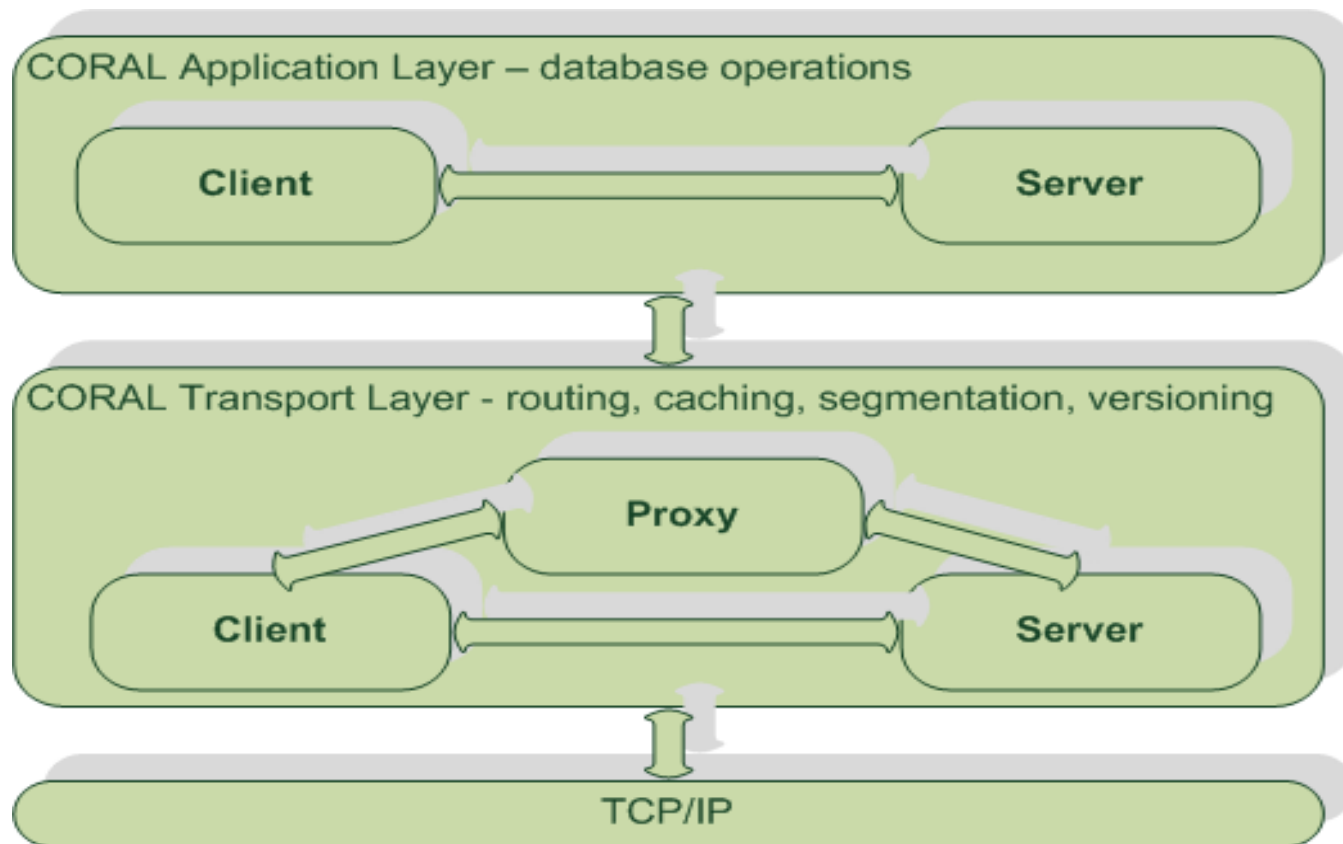 CORAL Application Layer – database operations
Client
Server
CORAL Transport Layer - routing, caching, segmentation, versioning
Proxy
Client
Server
TCP/IP